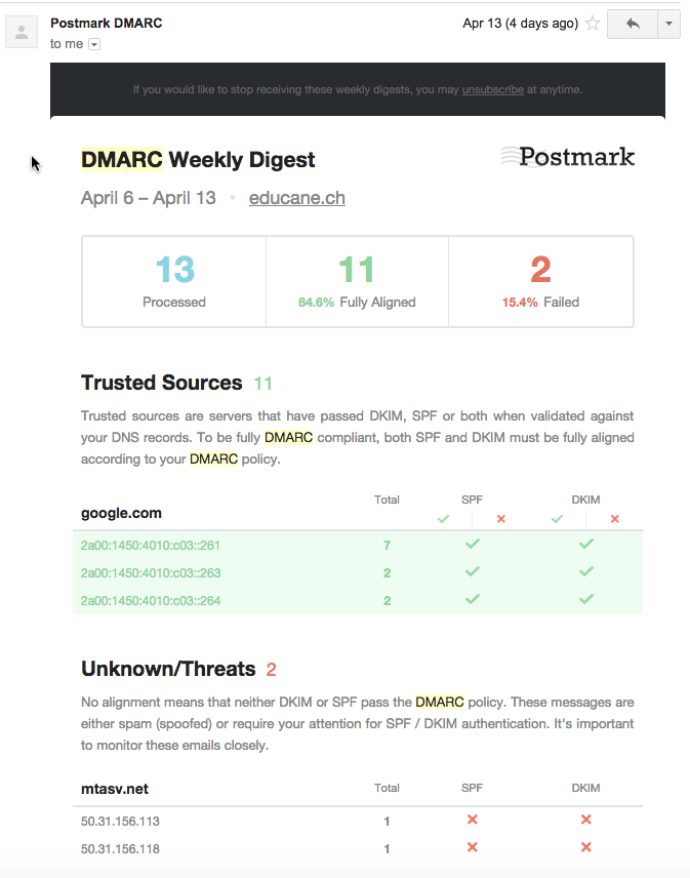 Postmark DMARC
Apr 13 (4 days ago)
to me
If you would like to stop receiving these weekly digests, you may unsubscribe at anytime.
DMARC Weekly Digest
Postmark
April 6 – April 13 • educane.ch
13
11
2
Processed
84.6% Fully Aligned
15.4% Failed
Trusted Sources 11
Trusted sources are servers that have passed DKIM, SPF or both when validated against
your DNS records. To be fully DMARC compliant, both SPF and DKIM must be fully aligned
according to your DMARC policy.
google.com Total SPF DKIM
2a00:1450:4010:c03::261 7
2a00:1450:4010:c03::263 2
2a00:1450:4010:c03::264 2
Unknown/Threats 2
No alignment means that neither DKIM or SPF pass the DMARC policy. These messages are
either spam (spoofed) or require your attention for SPF / DKIM authentication. It's important
to monitor these emails closely.
mtasv.net Total SPF DKIM
50.31.156.113 1
50.31.156.118 1